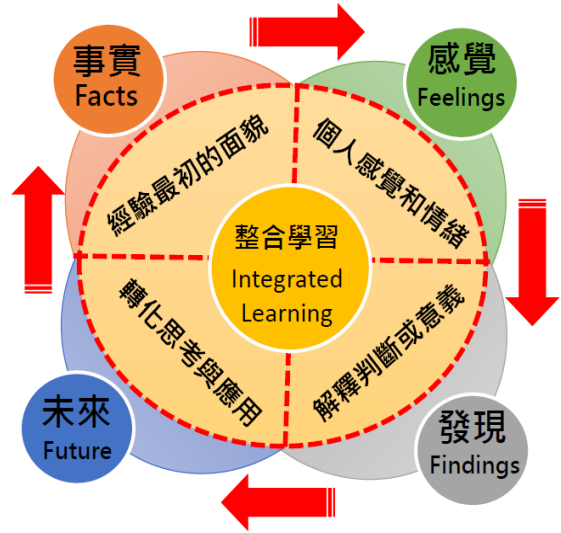 事實
Facts
感覺
Feelings
經驗最初的面貌
個人感覺和情緒
整合學習
Integrated
Learning
轉化思考與應用
解釋判斷或意義
未來
Future
發現
Findings